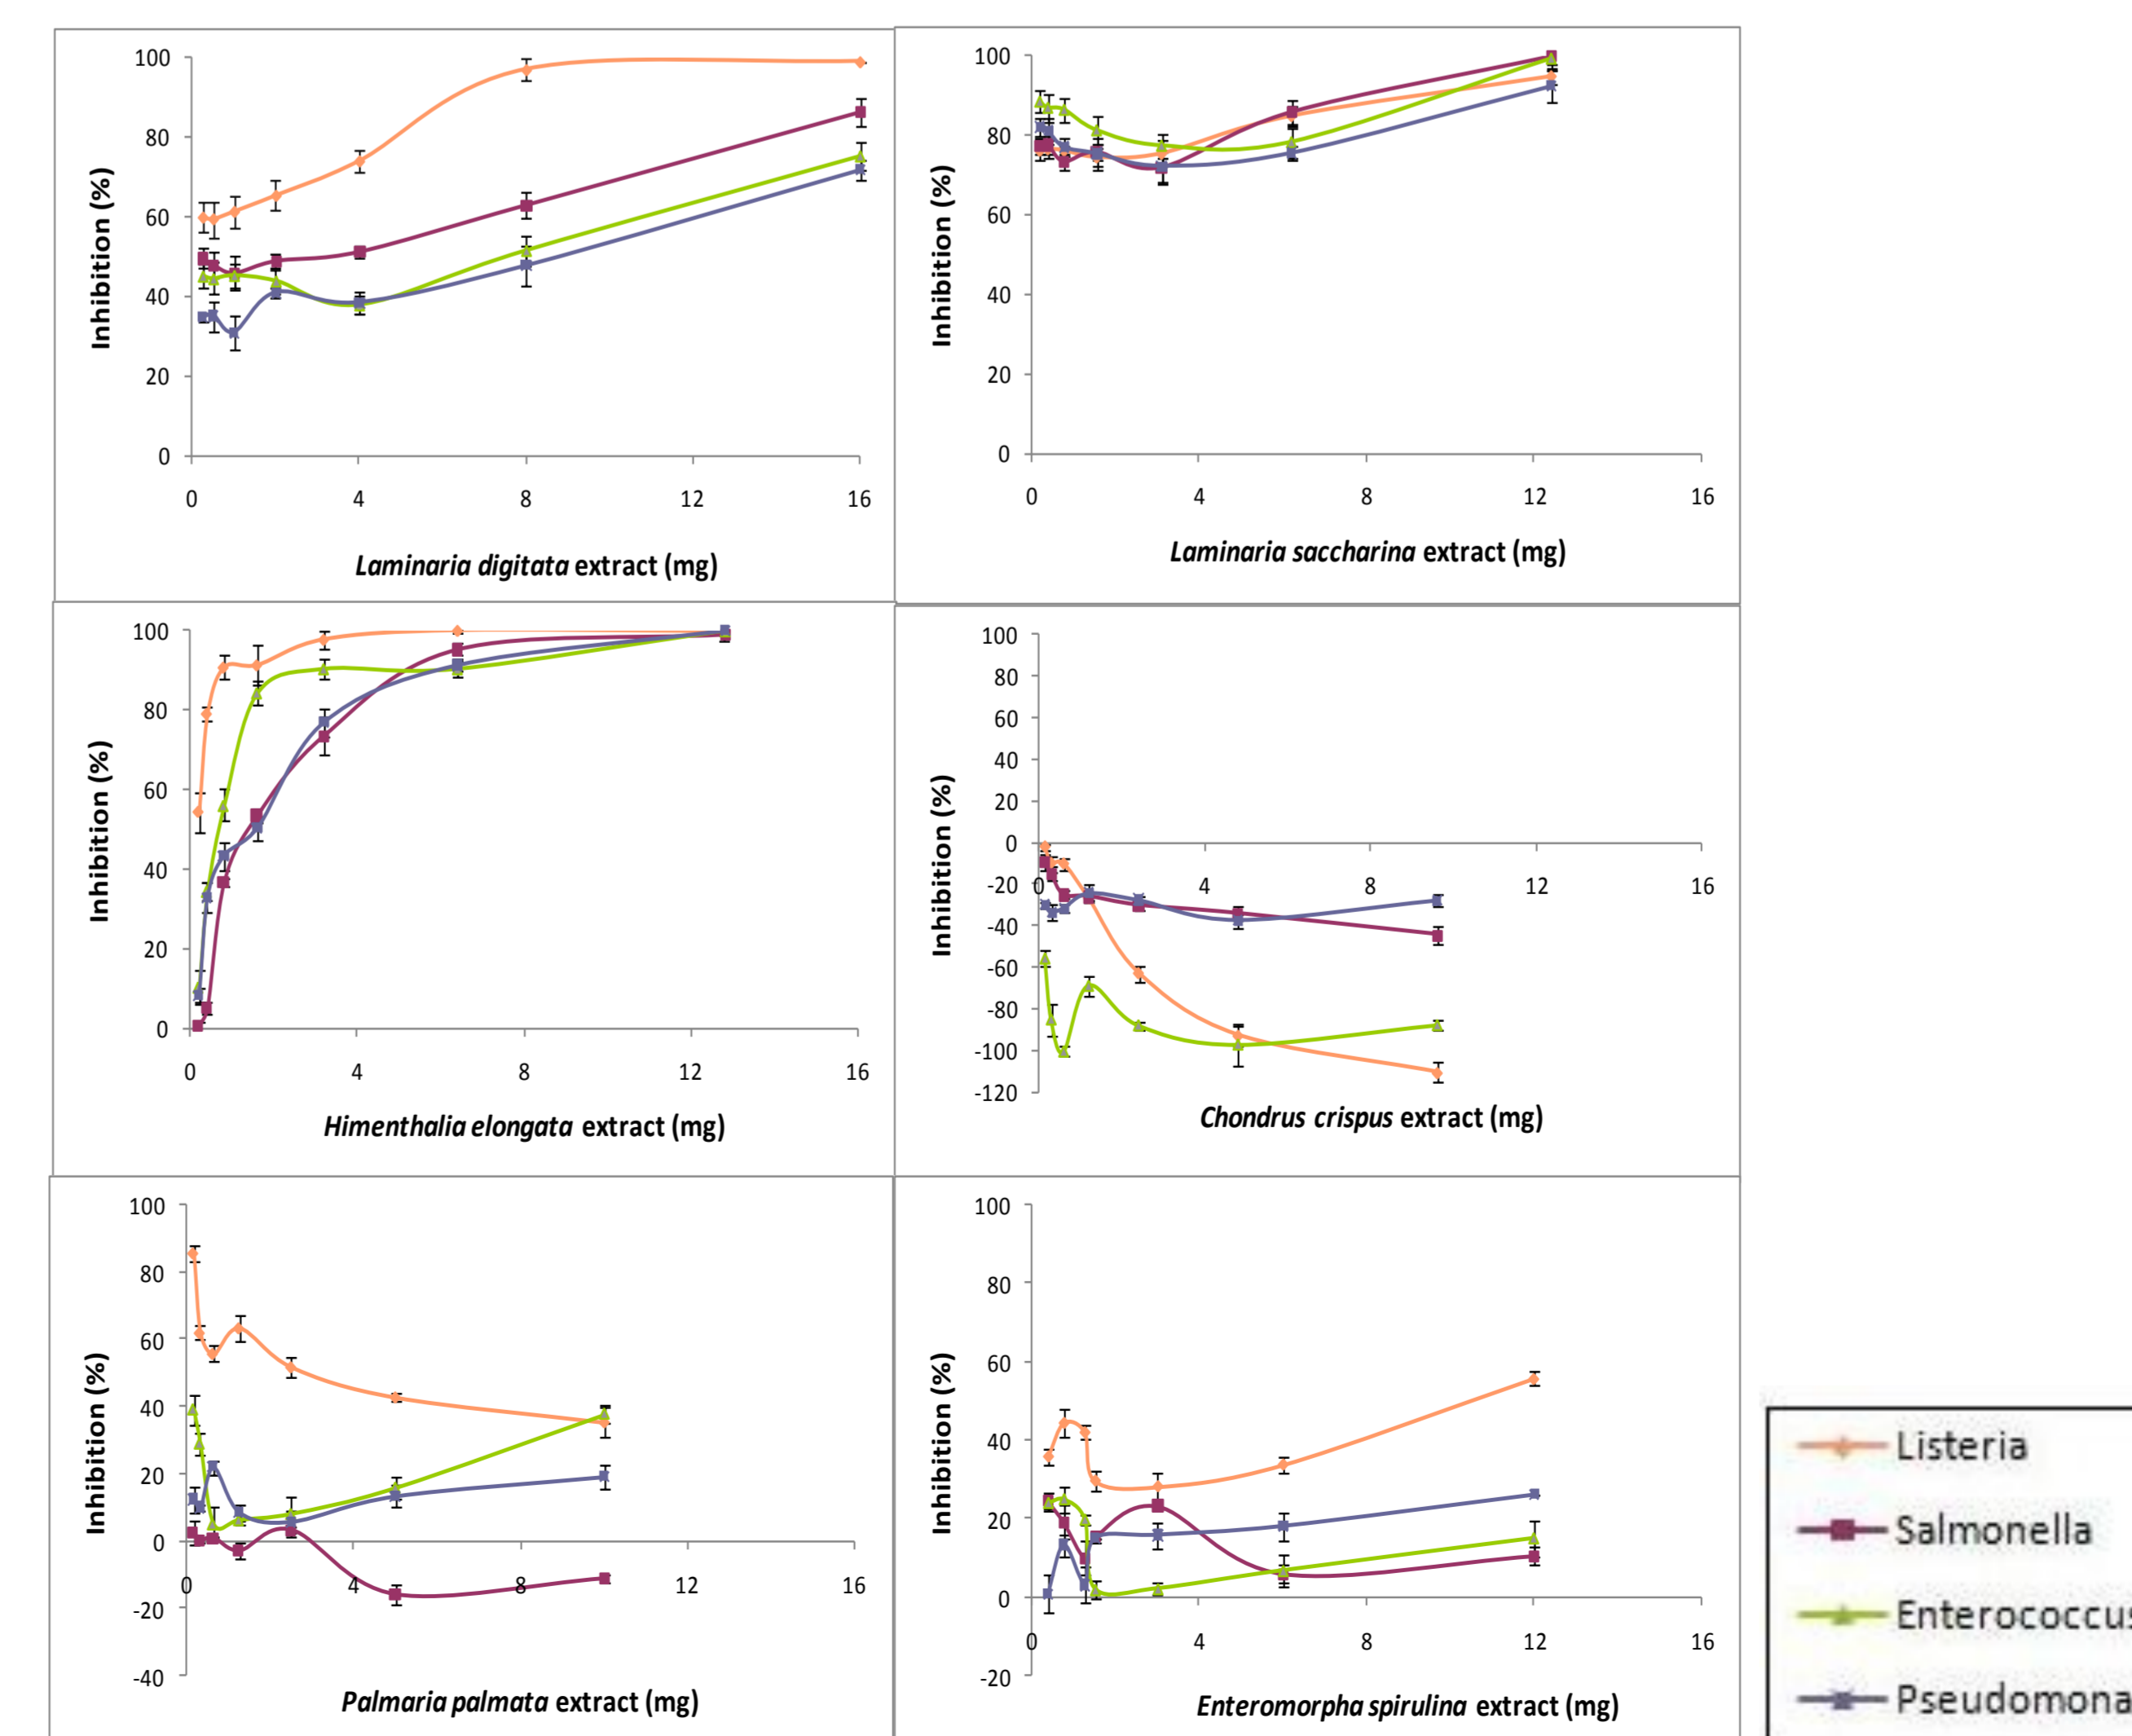 100
80
60
40
20
0
Inhibition (%)
0 4 8 12 16
Laminaria digitata extract (mg)
100
80
60
40
20
0
Inhibition (%)
0 4 8 12 16
Laminaria saccharina extract (mg)
100
80
60
40
20
0
Inhibition (%)
0 4 8 12 16
Himenthalia elongata extract (mg)
100
80
60
40
20
0
-20
-40
-60
-80
-100
-120
Inhibition (%)
0 4 8 12 16
Chondrus crispus extract (mg)
100
80
60
40
20
0
-20
-40
Inhibition (%)
0 4 8 12 16
Palmaria palmata extract (mg)
100
80
60
40
20
0
-20
Inhibition (%)
0 4 8 12 16
Enteromorpha spirulina extract (mg)
Listeria
Salmonella
Enterococcus
Pseudomona